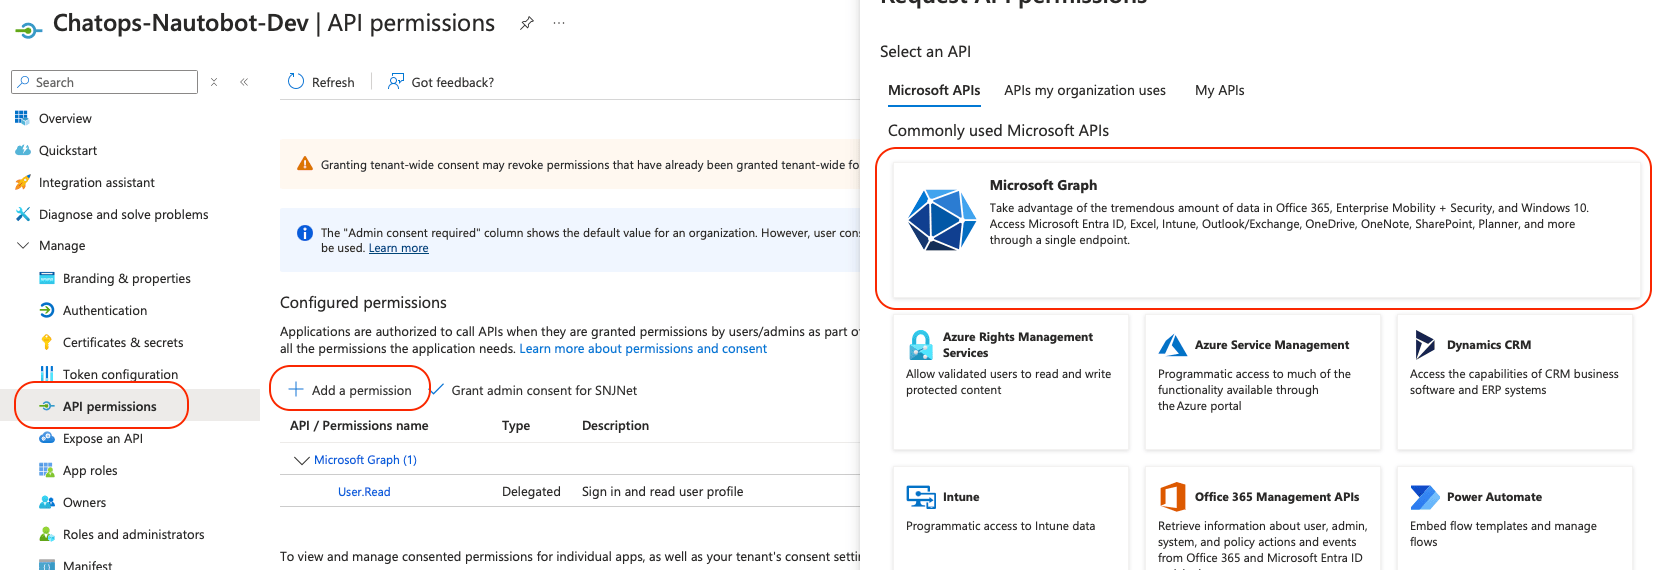 Chatops-Nautobot-Dev | API permissions
Search
Overview
Quickstart
Integration assistant
Diagnose and solve problems
Manage
Branding & properties
Authentication
Certificates & secrets
Token configuration
API permissions
Expose an API
App roles
Owners
Roles and administrators
Manifest
Refresh
Got feedback?
Granting tenant-wide consent may revoke permissions that have already been granted tenant-wide fo
The "Admin consent required" column shows the default value for an organization. However, user cons
be used. Learn more
Configured permissions
Applications are authorized to call APIs when they are granted permissions by users/admins as part of
all the permissions the application needs. Learn more about permissions and consent
Add a permission
Grant admin consent for SNJNet
API / Permissions name Type Description
Microsoft Graph (1)
User.Read Delegated Sign in and read user profile
To view and manage consented permissions for individual apps, as well as your tenant's consent settin
Request API permissions
Select an API
Microsoft APIs APIs my organization uses My APIs
Commonly used Microsoft APIs
Microsoft Graph
Take advantage of the tremendous amount of data in Office 365, Enterprise Mobility + Security, and Windows 10.
Access Microsoft Entra ID, Excel, Intune, Outlook/Exchange, OneDrive, OneNote, SharePoint, Planner, and more
through a single endpoint.
Azure Rights Management
Services
Allow validated users to read and write
protected content
Azure Service Management
Programmatic access to much of the
functionality available through
the Azure portal
Dynamics CRM
Access the capabilities of CRM business
software and ERP systems
Intune
Programmatic access to Intune data
Office 365 Management APIs
Retrieve information about user, admin,
system, and policy actions and events
from Office 365 and Microsoft Entra ID
Power Automate
Embed flow templates and manage
flows